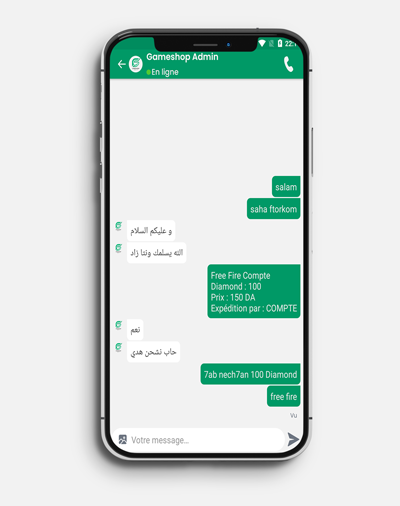 22:1
Gameshop Admin
En ligne
salam
saha ftorkom
و عليكم السلام
الله يسلمك ونتا زاد
Free Fire Compte
Diamond : 100
Prix : 150 DA
Expédition par : COMPTE
نعم
حاب تشحن هدي
7ab nech7an 100 Diamond
free fire
Vu
Votre message...